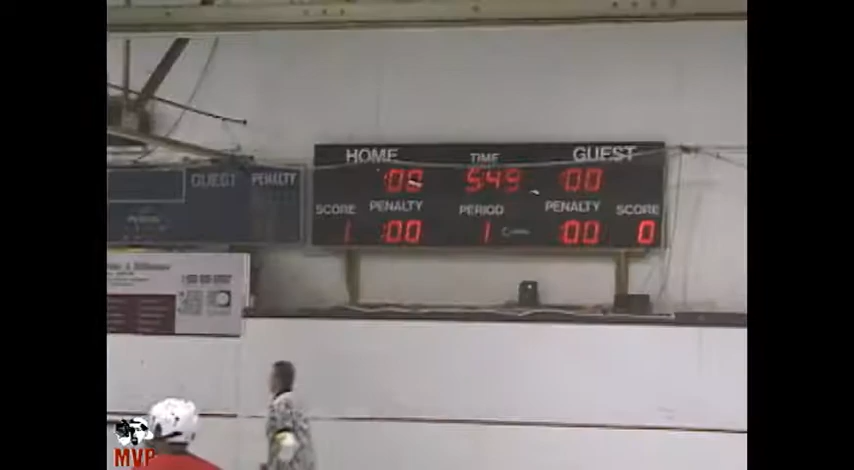 HOME TIME GUEST
:00 5:49 :00
SCORE PENALTY PERIOD PENALTY SCORE
1 :00 1 :00 0
GUEST PENALTY
MVP